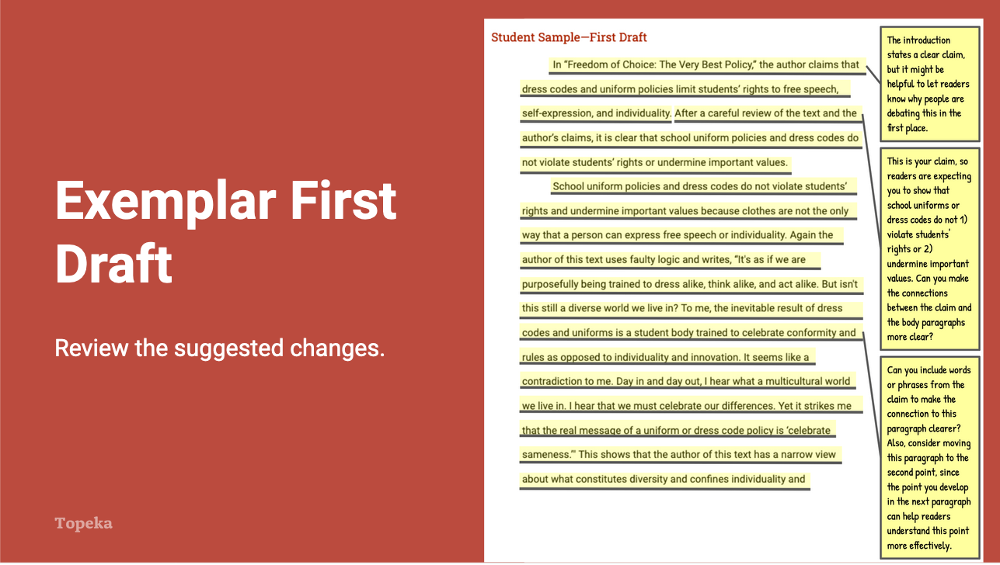 Exemplar First
Draft
Review the suggested changes.
Topeka
Student Sample—First Draft
In “Freedom of Choice: The Very Best Policy,” the author claims that
dress codes and uniform policies limit students’ rights to free speech,
self-expression, and individuality. After a careful review of the text and the
author’s claims, it is clear that school uniform policies and dress codes do
not violate students’ rights or undermine important values.
School uniform policies and dress codes do not violate students’
rights and undermine important values because clothes are not the only
way that a person can express free speech or individuality. Again the
author of this text uses faulty logic and writes, “It's as if we are
purposefully being trained to dress alike, think alike, and act alike. But isn't
this still a diverse world we live in? To me, the inevitable result of dress
codes and uniforms is a student body trained to celebrate conformity and
rules as opposed to individuality and innovation. It seems like a
contradiction to me. Day in and day out, I hear what a multicultural world
we live in. I hear that we must celebrate our differences. Yet it strikes me
that the real message of a uniform or dress code policy is ‘celebrate
sameness.’” This shows that the author of this text has a narrow view
about what constitutes diversity and confines individuality and
The introduction
states a clear claim,
but it might be
helpful to let readers
know why people are
debating this in the
first place.
This is your claim, so
readers are expecting
you to show that
school uniforms or
dress codes do not 1)
violate students'
rights or 2)
undermine important
values. Can you make
the connections
between the claim and
the body paragraphs
more clear?
Can you include words
or phrases from the
claim to make the
connection to this
paragraph clearer?
Also, consider moving
this paragraph to the
second point, since
the point you develop
in the next paragraph
can help readers
understand this point
more effectively.